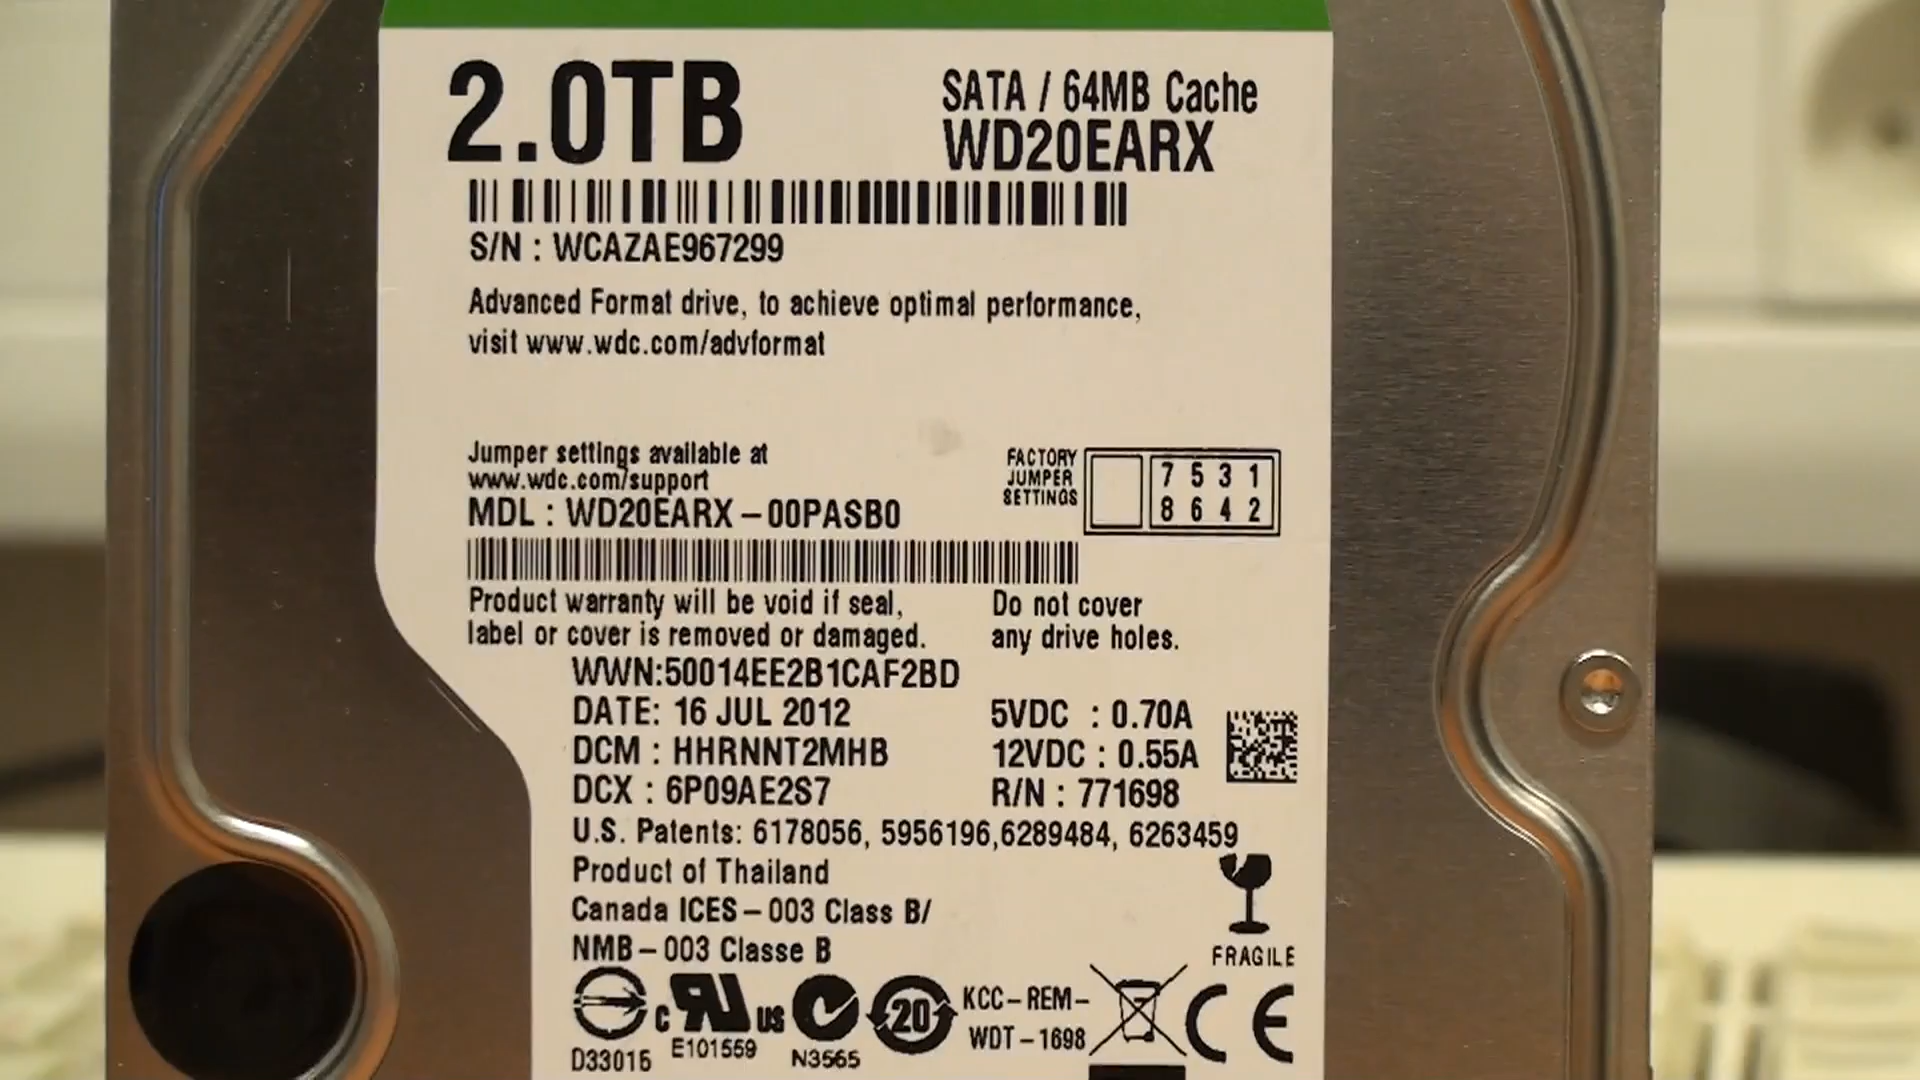 2.0TB
SATA / 64MB Cache
WD20EARX
S/N : WCAZAE967299
Advanced Format drive, to achieve optimal performance,
visit www.wdc.com/advformat
Jumper settings available at
www.wdc.com/support
FACTORY
JUMPER
SETTINGS
7 5 3 1
8 6 4 2
MDL : WD20EARX – 00PASB0
Product warranty will be void if seal,
label or cover is removed or damaged.
Do not cover
any drive holes.
WWN:50014EE2B1CAF2BD
DATE: 16 JUL 2012
DCM : HHRNNT2MHB
DCX : 6P09AE2S7
5VDC : 0.70A
12VDC : 0.55A
R/N : 771698
U.S. Patents: 6178056, 5956196,6289484, 6263459
Product of Thailand
Canada ICES – 003 Class B/
NMB – 003 Classe B
FRAGILE
D33016
c RU US
E101559
N3565
20
KCC – REM –
WDT – 1698
CE